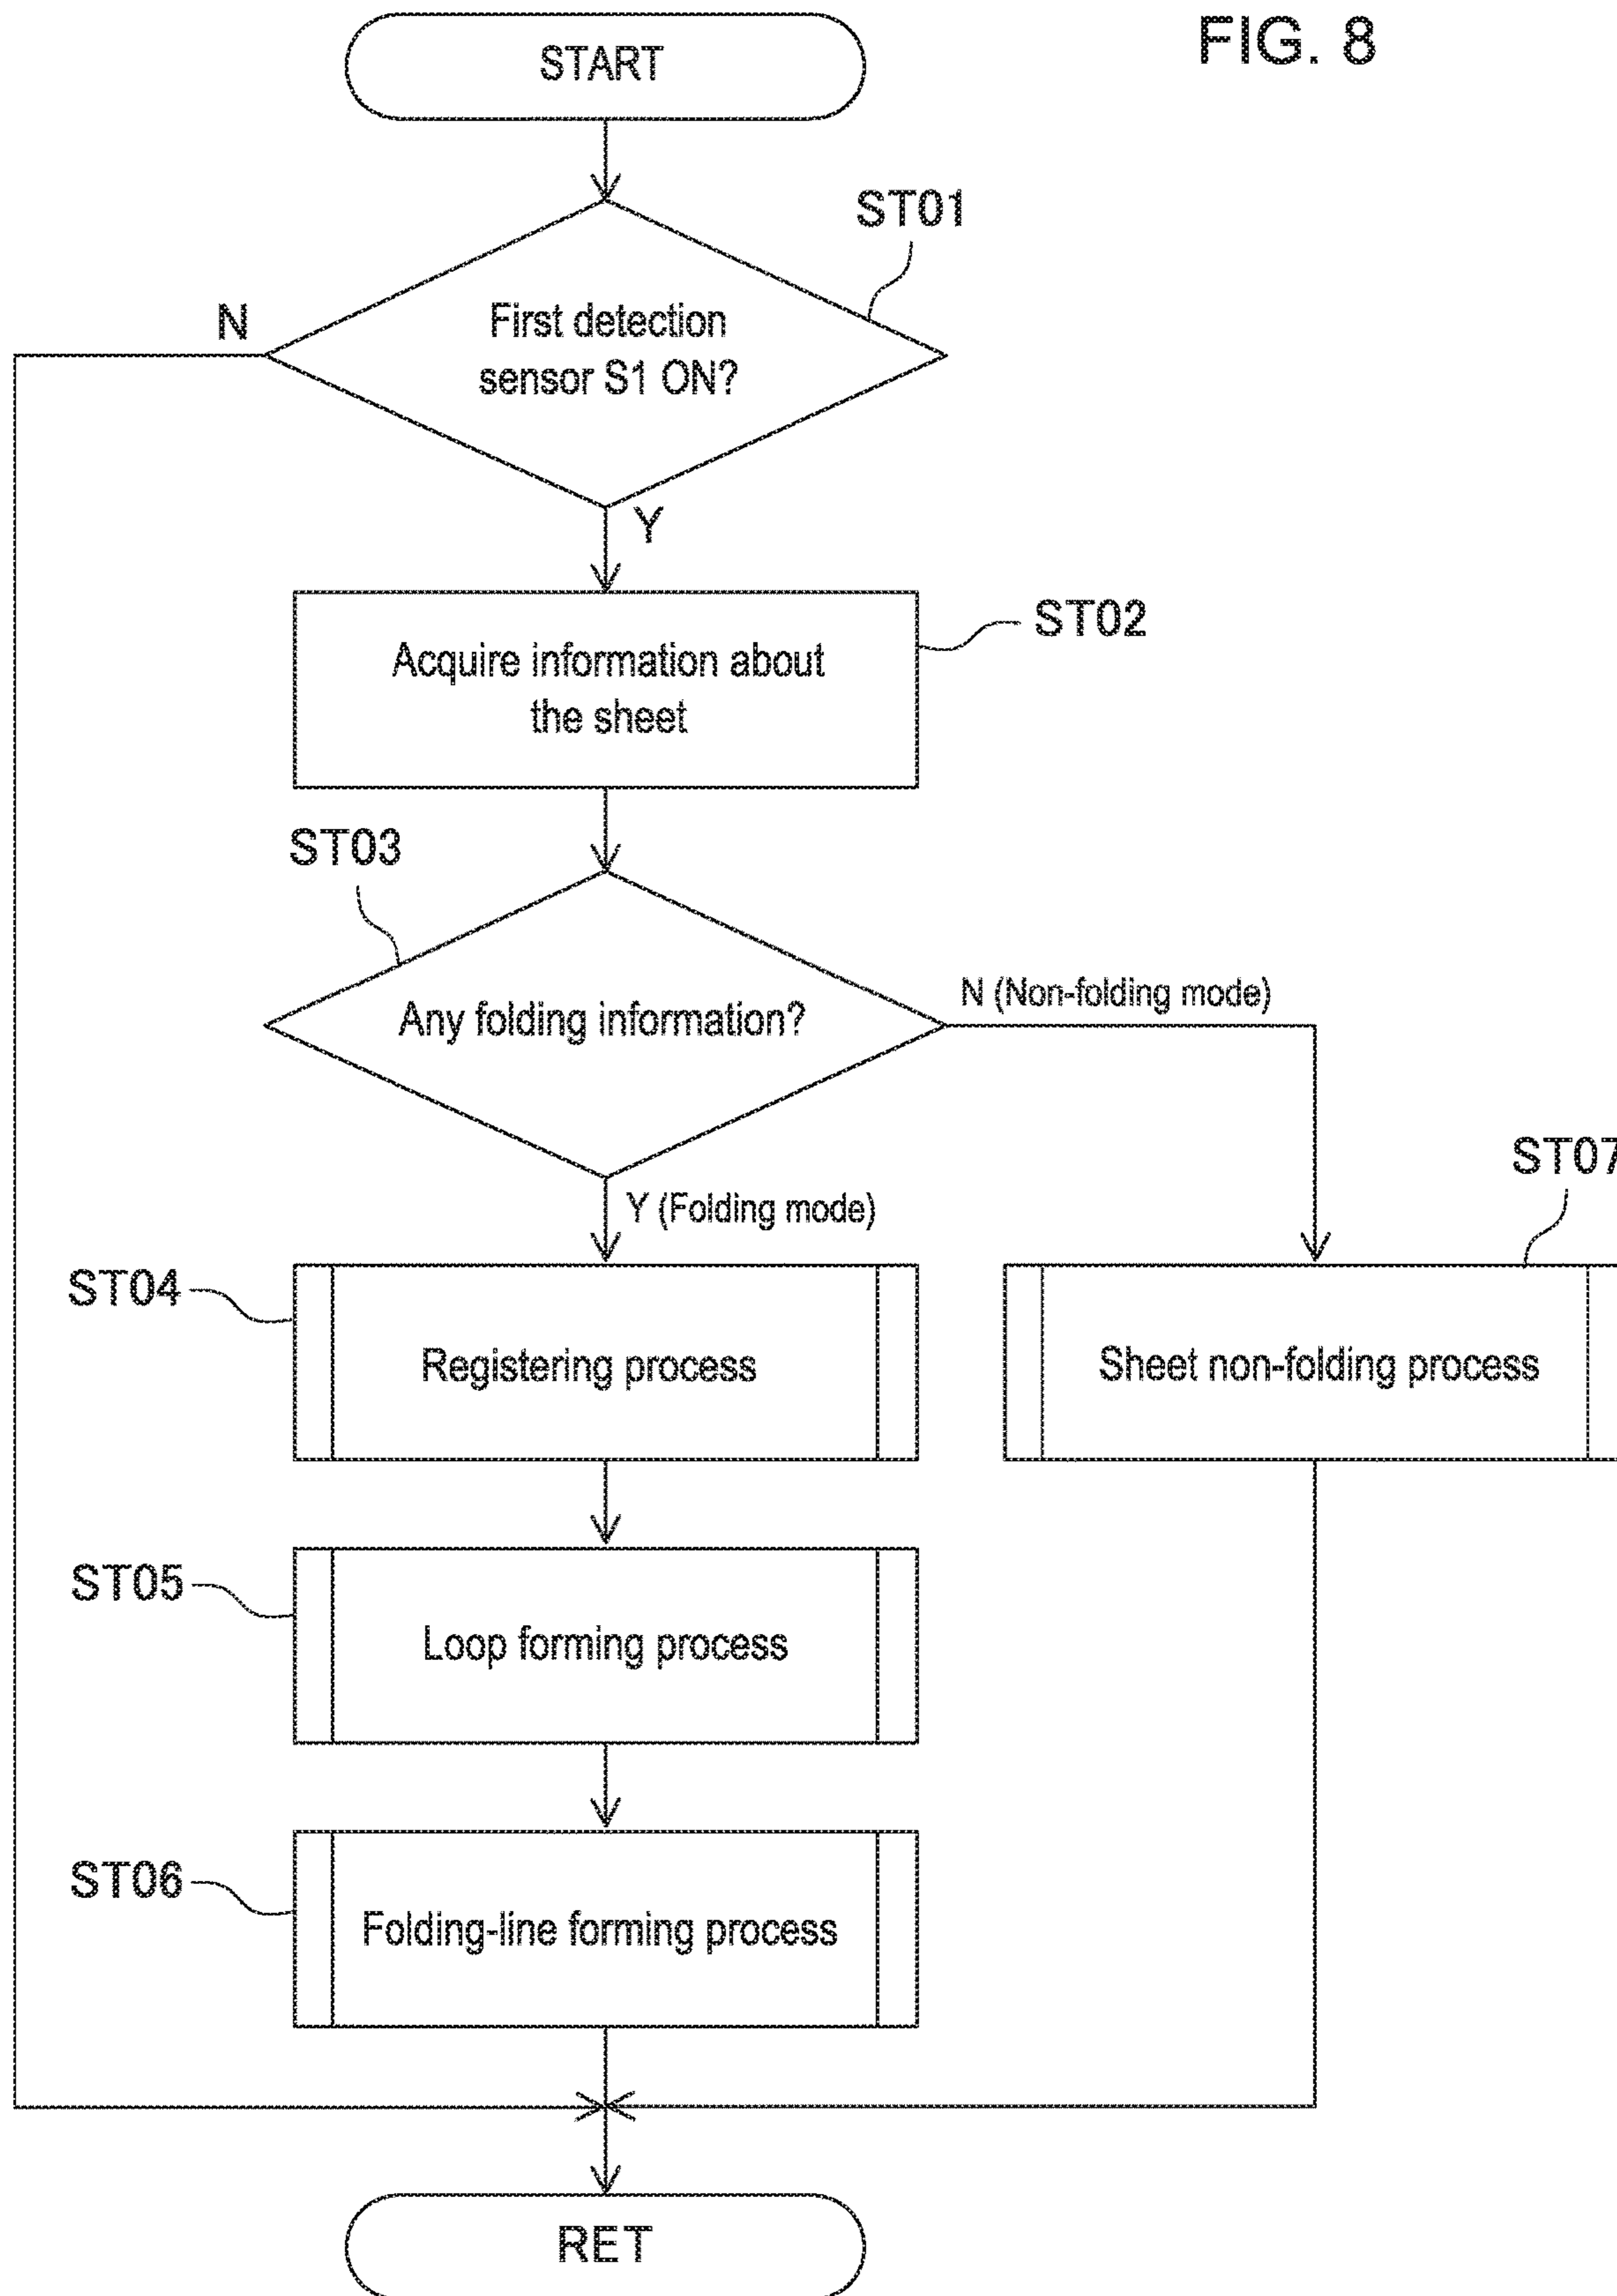 FIG. 8
START
ST01
N
First detection
sensor S1 ON?
Y
ST02
Acquire information about
the sheet
ST03
N (Non-folding mode)
Any folding information?
ST07
Y (Folding mode)
ST04
Registering process
Sheet non-folding process
ST05
Loop forming process
ST06
Folding-line forming process
RET